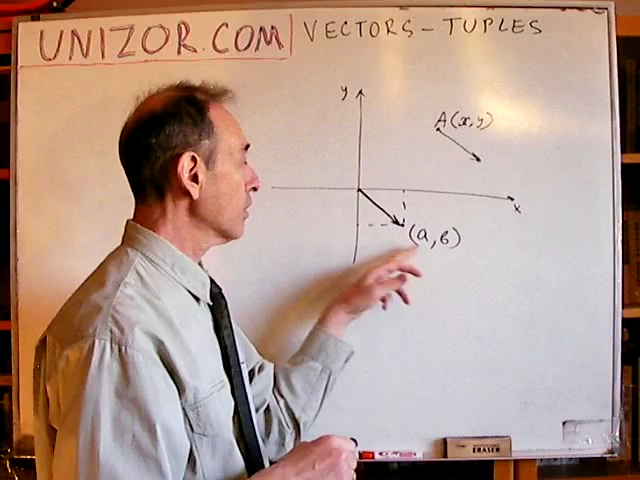 UNIZOR.COM | VECTORS - TUPLES
y
A(x,y)
x
(a,b)
ERASER